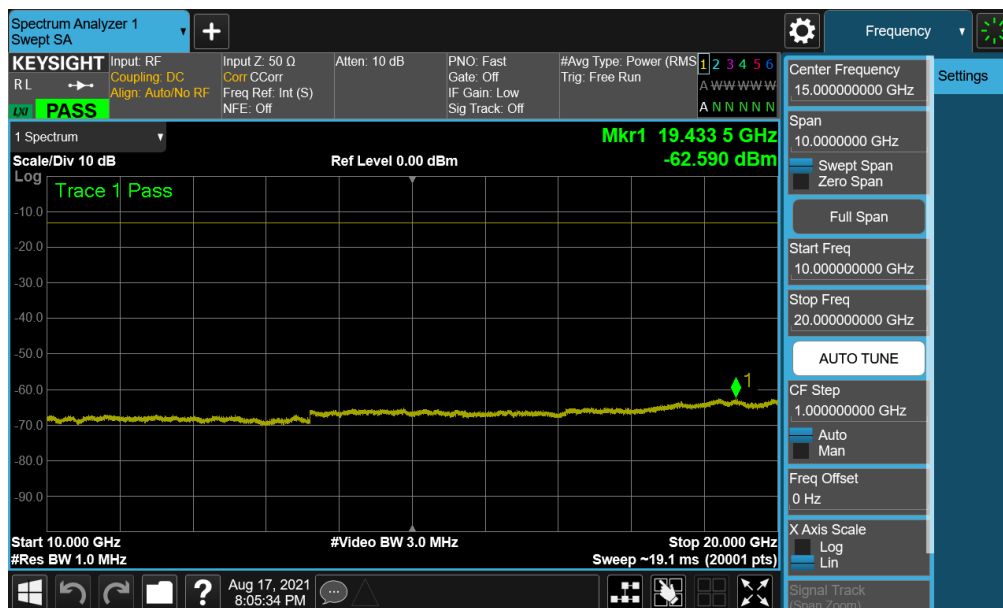 Spectrum Analyzer 1
Swept SA
+
Frequency
KEYSIGHT
R L
LXI
PASS
Input: RF
Coupling: DC
Align: Auto/No RF
Input Z: 50 Ω
Corr CCorr
Freq Ref: Int (S)
NFE: Off
Atten: 10 dB
PNO: Fast
Gate: Off
IF Gain: Low
Sig Track: Off
#Avg Type: Power (RMS
Trig: Free Run
1 2 3 4 5 6
A W W W W W
A N N N N N
1 Spectrum
Mkr1 19.433 5 GHz
Scale/Div 10 dB
Ref Level 0.00 dBm
-62.590 dBm
Log
Trace 1 Pass
-10.0
-20.0
-30.0
-40.0
-50.0
-60.0
-70.0
-80.0
-90.0
1
Start 10.000 GHz
#Video BW 3.0 MHz
Stop 20.000 GHz
#Res BW 1.0 MHz
Sweep ~19.1 ms (20001 pts)
Center Frequency
15.000000000 GHz
Settings
Span
10.0000000 GHz
Swept Span
Zero Span
Full Span
Start Freq
10.000000000 GHz
Stop Freq
20.000000000 GHz
AUTO TUNE
CF Step
1.000000000 GHz
Auto
Man
Freq Offset
0 Hz
X Axis Scale
Log
Lin
Signal Track
(Span Zoom)
?
Aug 17, 2021
8:05:34 PM